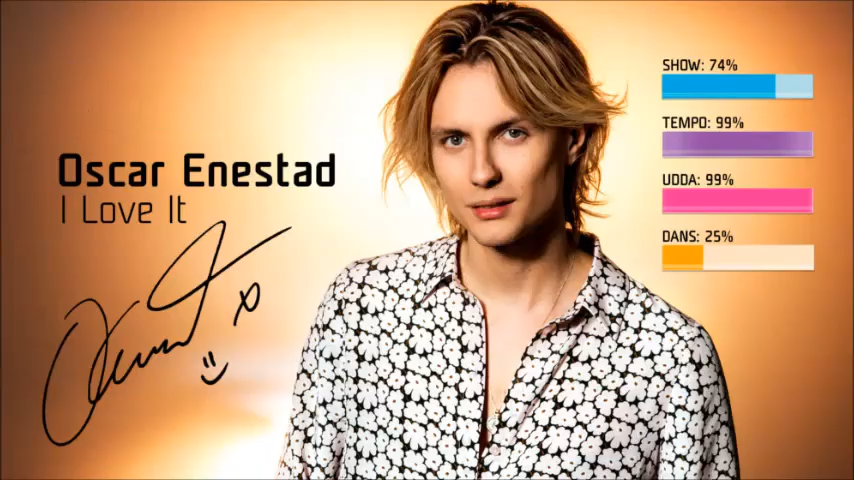 Oscar Enestad
I Love It
SHOW: 74%
TEMPO: 99%
UDDA: 99%
DANS: 25%